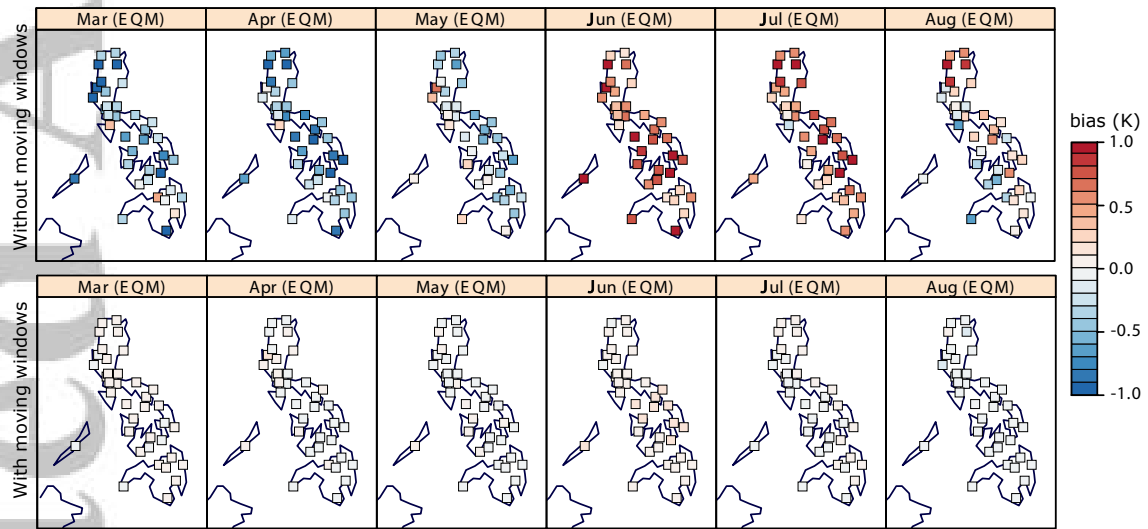 Mar (EQM) Apr (EQM) May (EQM) Jun (EQM) Jul (EQM) Aug (EQM)
Without moving windows
bias (K)
1.0
0.5
0.0
-0.5
-1.0
Mar (EQM) Apr (EQM) May (EQM) Jun (EQM) Jul (EQM) Aug (EQM)
With moving windows